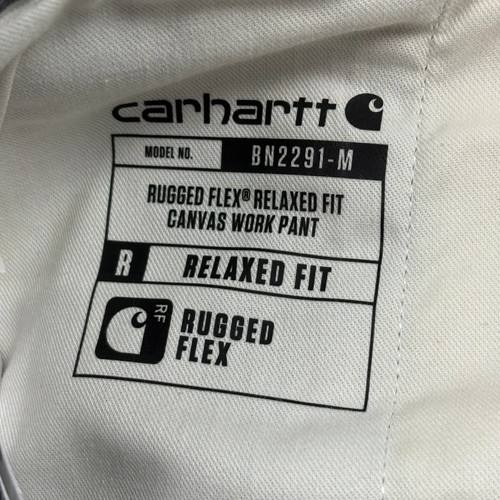 carhartt
MODEL NO. BN2291-M
RUGGED FLEX® RELAXED FIT
CANVAS WORK PANT
R RELAXED FIT
RF
RUGGED
FLEX